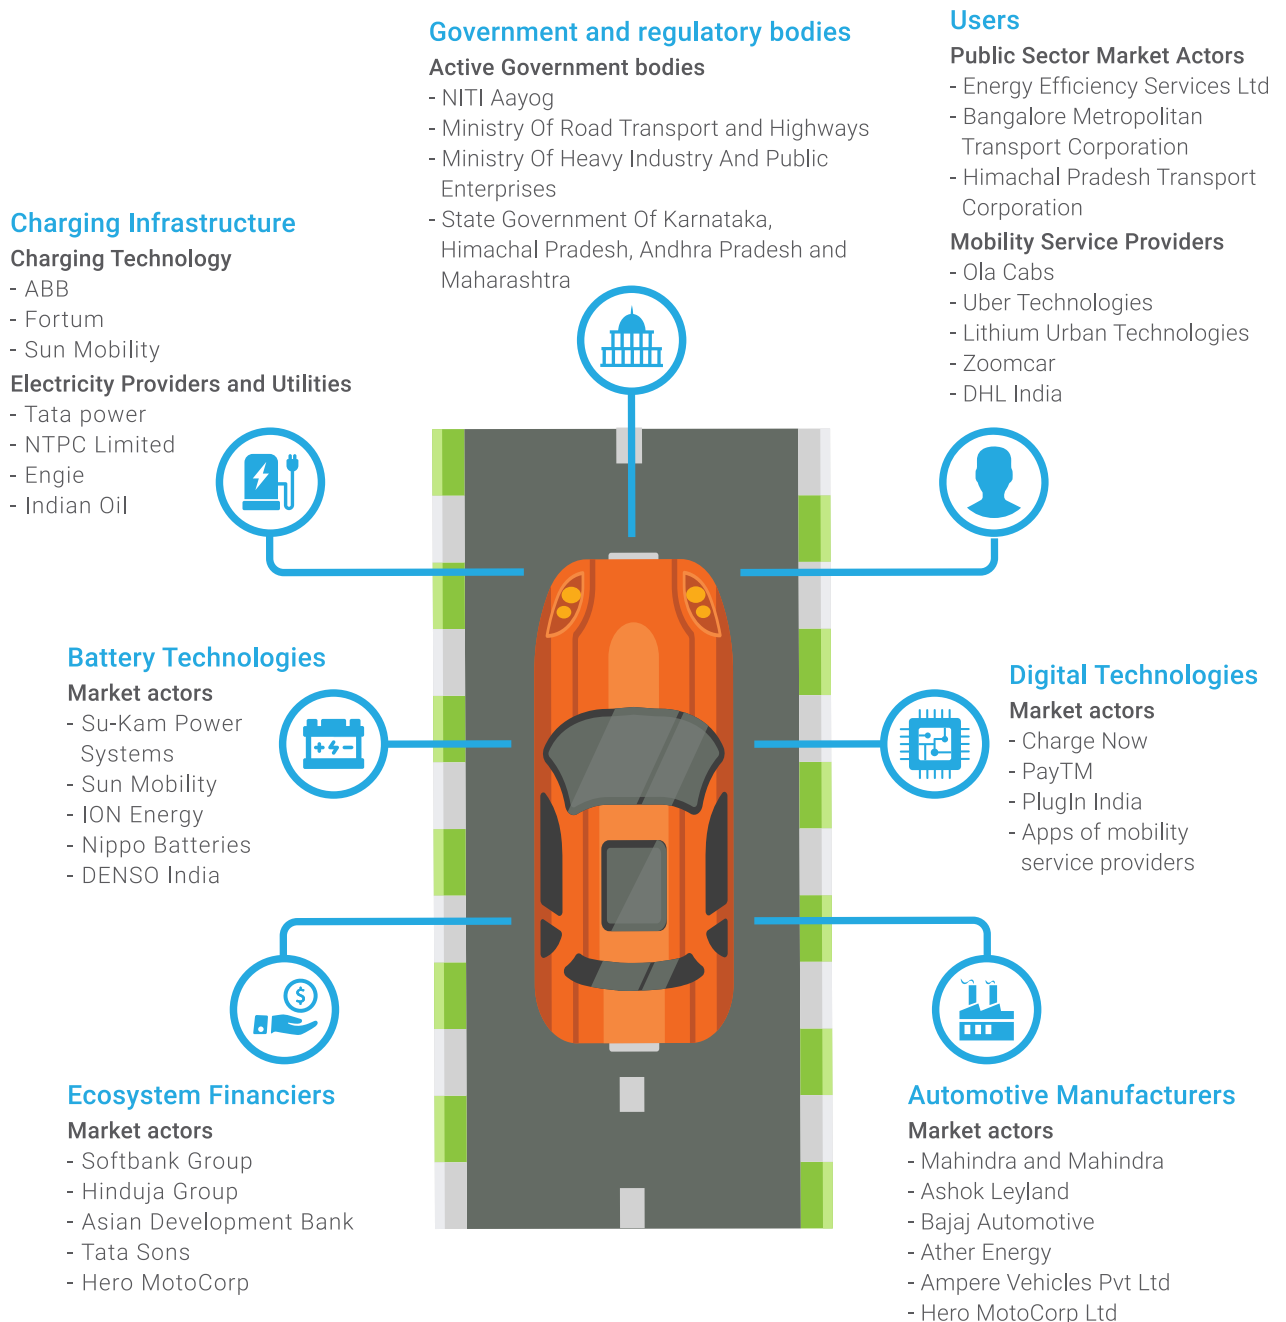 Government and regulatory bodies
Active Government bodies
- NITI Aayog
- Ministry Of Road Transport and Highways
- Ministry Of Heavy Industry And Public
Enterprises
- State Government Of Karnataka,
Himachal Pradesh, Andhra Pradesh and
Maharashtra
Users
Public Sector Market Actors
- Energy Efficiency Services Ltd
- Bangalore Metropolitan
Transport Corporation
- Himachal Pradesh Transport
Corporation
Mobility Service Providers
- Ola Cabs
- Uber Technologies
- Lithium Urban Technologies
- Zoomcar
- DHL India
Charging Infrastructure
Charging Technology
- ABB
- Fortum
- Sun Mobility
Electricity Providers and Utilities
- Tata power
- NTPC Limited
- Engie
- Indian Oil
Battery Technologies
Market actors
- Su-Kam Power
Systems
- Sun Mobility
- ION Energy
- Nippo Batteries
- DENSO India
Digital Technologies
Market actors
- Charge Now
- PayTM
- PlugIn India
- Apps of mobility
service providers
$
Ecosystem Financiers
Market actors
- Softbank Group
- Hinduja Group
- Asian Development Bank
- Tata Sons
- Hero MotoCorp
Automotive Manufacturers
Market actors
- Mahindra and Mahindra
- Ashok Leyland
- Bajaj Automotive
- Ather Energy
- Ampere Vehicles Pvt Ltd
- Hero MotoCorp Ltd